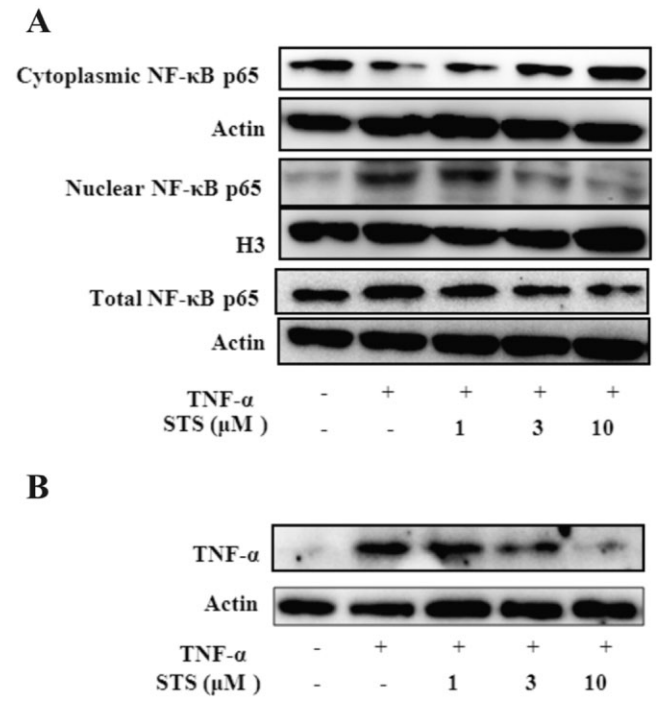 A
Cytoplasmic NF-κB p65
Actin
Nuclear NF-κB p65
H3
Total NF-κB p65
Actin
TNF-α - + + + +
STS (μM ) - - 1 3 10
B
TNF-α
Actin
TNF-α - + + + +
STS (μM ) - - 1 3 10